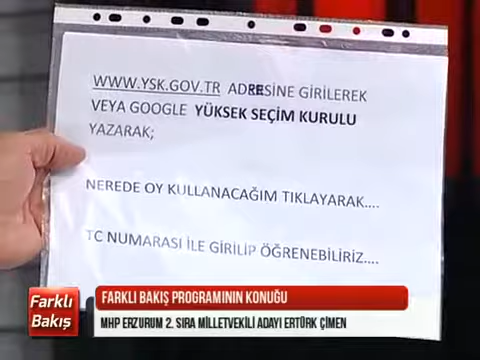 WWW.YSK.GOV.TR ADRESİNE GİRİLEREK
VEYA GOOGLE YÜKSEK SEÇİM KURULU
YAZARAK;
NEREDE OY KULLANACAĞIM TIKLAYARAK....
TC NUMARASI İLE GİRİLİP ÖĞRENEBİLİRİZ....
Farklı
Bakış
FARKLI BAKIŞ PROGRAMININ KONUĞU
MHP ERZURUM 2. SIRA MİLLETVEKİLİ ADAYI ERTÜRK ÇİMEN